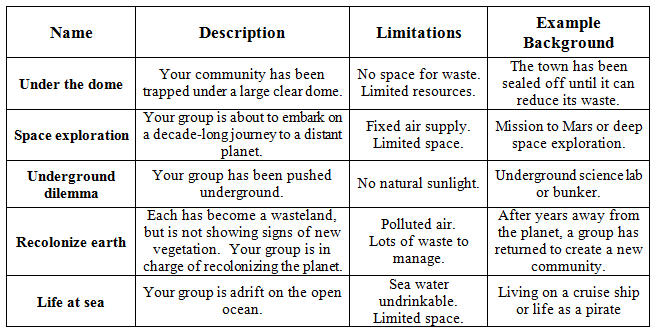 Name
Description
Limitations
Example
Background
Under the dome
Your community has been
trapped under a large clear dome.
No space for waste.
Limited resources.
The town has been
sealed off until it can
reduce its waste.
Space exploration
Your group is about to embark on
a decade-long journey to a distant
planet.
Fixed air supply.
Limited space.
Mission to Mars or deep
space exploration.
Underground
dilemma
Your group has been pushed
underground.
No natural sunlight.
Underground science lab
or bunker.
Recolonize earth
Each has become a wasteland,
but is not showing signs of new
vegetation. Your group is in
charge of recolonizing the planet.
Polluted air.
Lots of waste to
manage.
After years away from
the planet, a group has
returned to create a new
community.
Life at sea
Your group is adrift on the open
ocean.
Sea water
undrinkable.
Limited space.
Living on a cruise ship
or life as a pirate